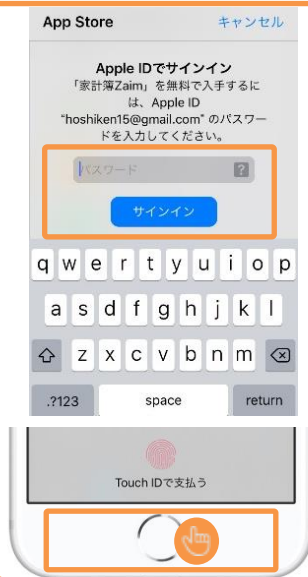 App Store
キャンセル
Apple IDでサインイン
「家計簿Zaim」を無料で入手するに
は、Apple ID
“hoshiken15@gmail.com” のパスワー
ドを入力してください。
パスワード ?
サインイン
q w e r t y u i o p
a s d f g h j k l
z x c v b n m
.?123 space return
Touch IDで支払う